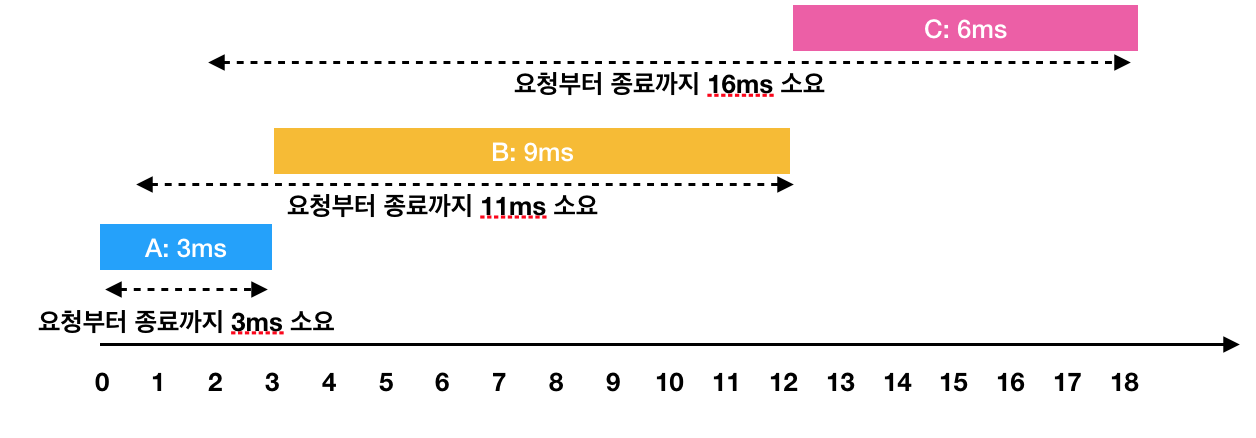 C: 6ms
요청부터 종료까지 16ms 소요
B: 9ms
요청부터 종료까지 11ms 소요
A: 3ms
요청부터 종료까지 3ms 소요
0 1 2 3 4 5 6 7 8 9 10 11 12 13 14 15 16 17 18